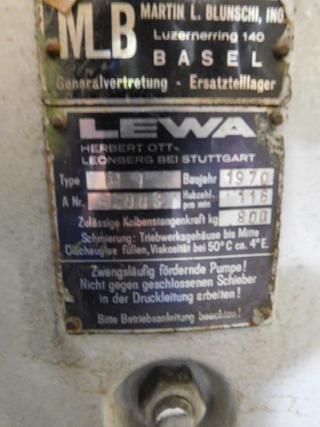 MLB MARTIN L. BLUNSCHI, ING
Luzernerring 140
BASEL
Generalvertretung - Ersatzteillager
LEWA
HERBERT OTT
LEONBERG BEI STUTTGART
Type Baujahr 1970
A Nr. Hubzahl pro min 116
Zulässige Kolbenstangenkraft kg 800
Schmierung: Triebwerksgehäuse bis Mitte
Ölschauglas füllen, Viskosität bei 50° C ca. 4° E.
Zwangsläufig fördernde Pumpe!
Nicht gegen geschlossenen Schieber
in der Druckleitung arbeiten!
Bitte Betriebsanleitung beachten!